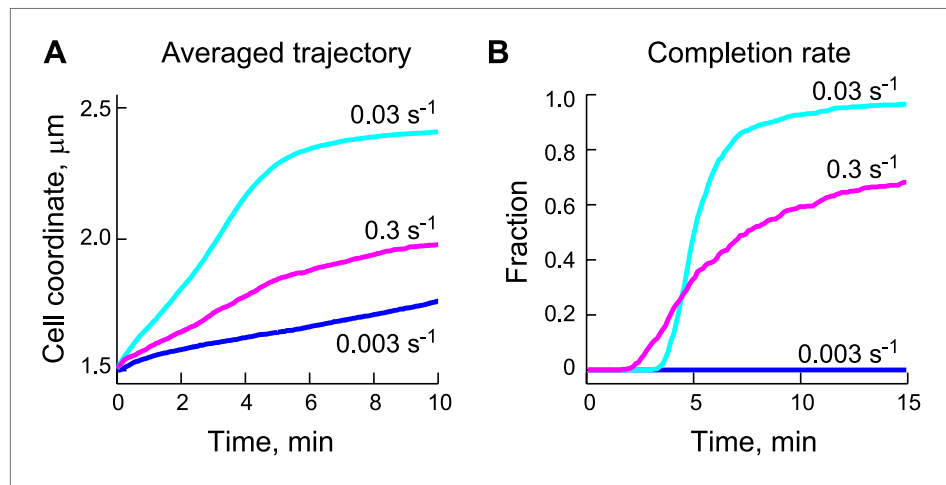 A Averaged trajectory
2.5
2.0
1.5
Cell coordinate, μm
0.03 s⁻¹
0.3 s⁻¹
0.003 s⁻¹
0 2 4 6 8 10
Time, min
B Completion rate
1.0
0.8
0.6
0.4
0.2
0
Fraction
0.03 s⁻¹
0.3 s⁻¹
0.003 s⁻¹
0 5 10 15
Time, min